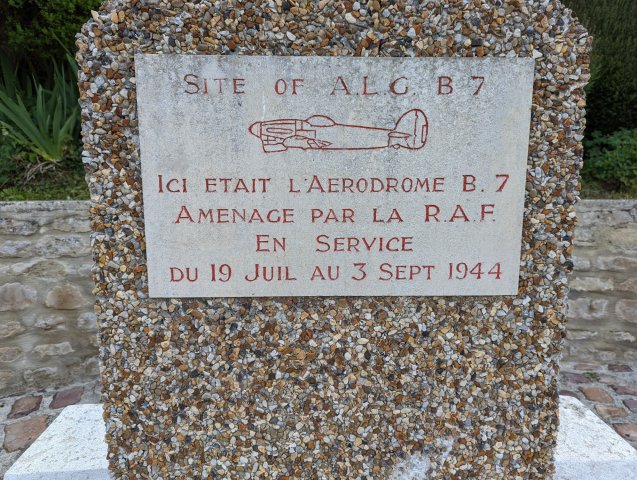 SITE OF A.L.G. B 7
ICI ETAIT L'AERODROME B. 7
AMENAGE PAR LA R.A.F.
EN SERVICE
DU 19 JUIL AU 3 SEPT 1944